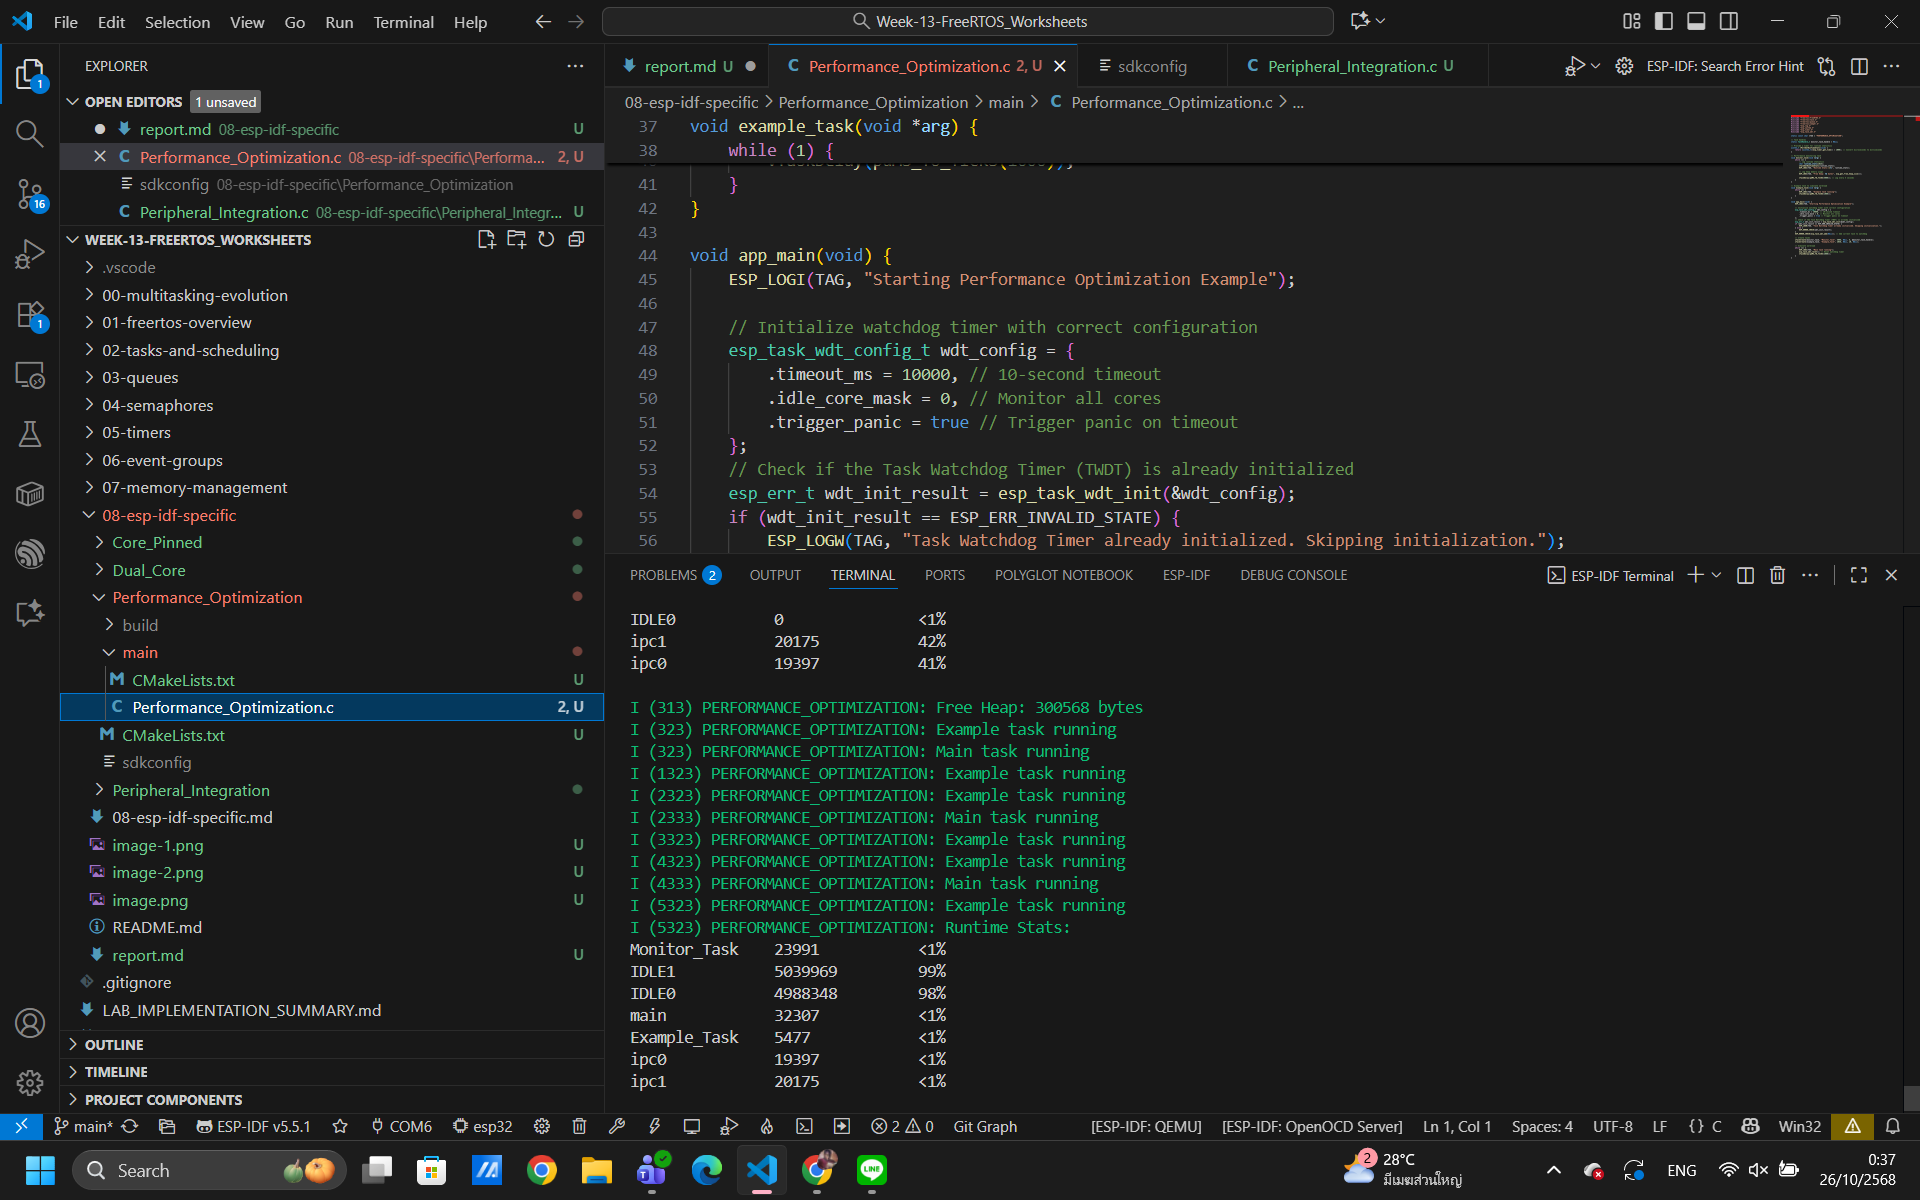 File Edit Selection View Go Run Terminal Help
Week-13-FreeRTOS_Worksheets
EXPLORER
OPEN EDITORS 1 unsaved
report.md 08-esp-idf-specific U
Performance_Optimization.c 08-esp-idf-specific\Performa... 2, U
sdkconfig 08-esp-idf-specific\Performance_Optimization
Peripheral_Integration.c 08-esp-idf-specific\Peripheral_Integr... U
WEEK-13-FREERTOS_WORKSHEETS
.vscode
00-multitasking-evolution
01-freertos-overview
02-tasks-and-scheduling
03-queues
04-semaphores
05-timers
06-event-groups
07-memory-management
08-esp-idf-specific
Core_Pinned
Dual_Core
Performance_Optimization
build
main
CMakeLists.txt U
Performance_Optimization.c 2, U
CMakeLists.txt U
sdkconfig
Peripheral_Integration
08-esp-idf-specific.md
image-1.png U
image-2.png U
image.png U
README.md
report.md U
.gitignore
LAB_IMPLEMENTATION_SUMMARY.md
OUTLINE
TIMELINE
PROJECT COMPONENTS
1
16
1
report.md U
Performance_Optimization.c 2, U
sdkconfig
Peripheral_Integration.c U
ESP-IDF: Search Error Hint
08-esp-idf-specific > Performance_Optimization > main > C Performance_Optimization.c > ...
37 void example_task(void *arg) {
38 while (1) {
41 }
42 }
43
44 void app_main(void) {
45 ESP_LOGI(TAG, "Starting Performance Optimization Example");
46
47 // Initialize watchdog timer with correct configuration
48 esp_task_wdt_config_t wdt_config = {
49 .timeout_ms = 10000, // 10-second timeout
50 .idle_core_mask = 0, // Monitor all cores
51 .trigger_panic = true // Trigger panic on timeout
52 };
53 // Check if the Task Watchdog Timer (TWDT) is already initialized
54 esp_err_t wdt_init_result = esp_task_wdt_init(&wdt_config);
55 if (wdt_init_result == ESP_ERR_INVALID_STATE) {
56 ESP_LOGW(TAG, "Task Watchdog Timer already initialized. Skipping initialization.");
PROBLEMS 2 OUTPUT TERMINAL PORTS POLYGLOT NOTEBOOK ESP-IDF DEBUG CONSOLE
ESP-IDF Terminal
IDLE0 0 <1%
ipc1 20175 42%
ipc0 19397 41%
I (313) PERFORMANCE_OPTIMIZATION: Free Heap: 300568 bytes
I (323) PERFORMANCE_OPTIMIZATION: Example task running
I (323) PERFORMANCE_OPTIMIZATION: Main task running
I (1323) PERFORMANCE_OPTIMIZATION: Example task running
I (2323) PERFORMANCE_OPTIMIZATION: Example task running
I (2333) PERFORMANCE_OPTIMIZATION: Main task running
I (3323) PERFORMANCE_OPTIMIZATION: Example task running
I (4323) PERFORMANCE_OPTIMIZATION: Example task running
I (4333) PERFORMANCE_OPTIMIZATION: Main task running
I (5323) PERFORMANCE_OPTIMIZATION: Example task running
I (5323) PERFORMANCE_OPTIMIZATION: Runtime Stats:
Monitor_Task 23991 <1%
IDLE1 5039969 99%
IDLE0 4988348 98%
main 32307 <1%
Example_Task 5477 <1%
ipc0 19397 <1%
ipc1 20175 <1%
main* ESP-IDF v5.5.1 COM6 esp32 2 0 Git Graph [ESP-IDF: QEMU] [ESP-IDF: OpenOCD Server] Ln 1, Col 1 Spaces: 4 UTF-8 LF {} C Win32
Search
2 28°C
มีเมฆส่วนใหญ่
ENG
0:37
26/10/2568